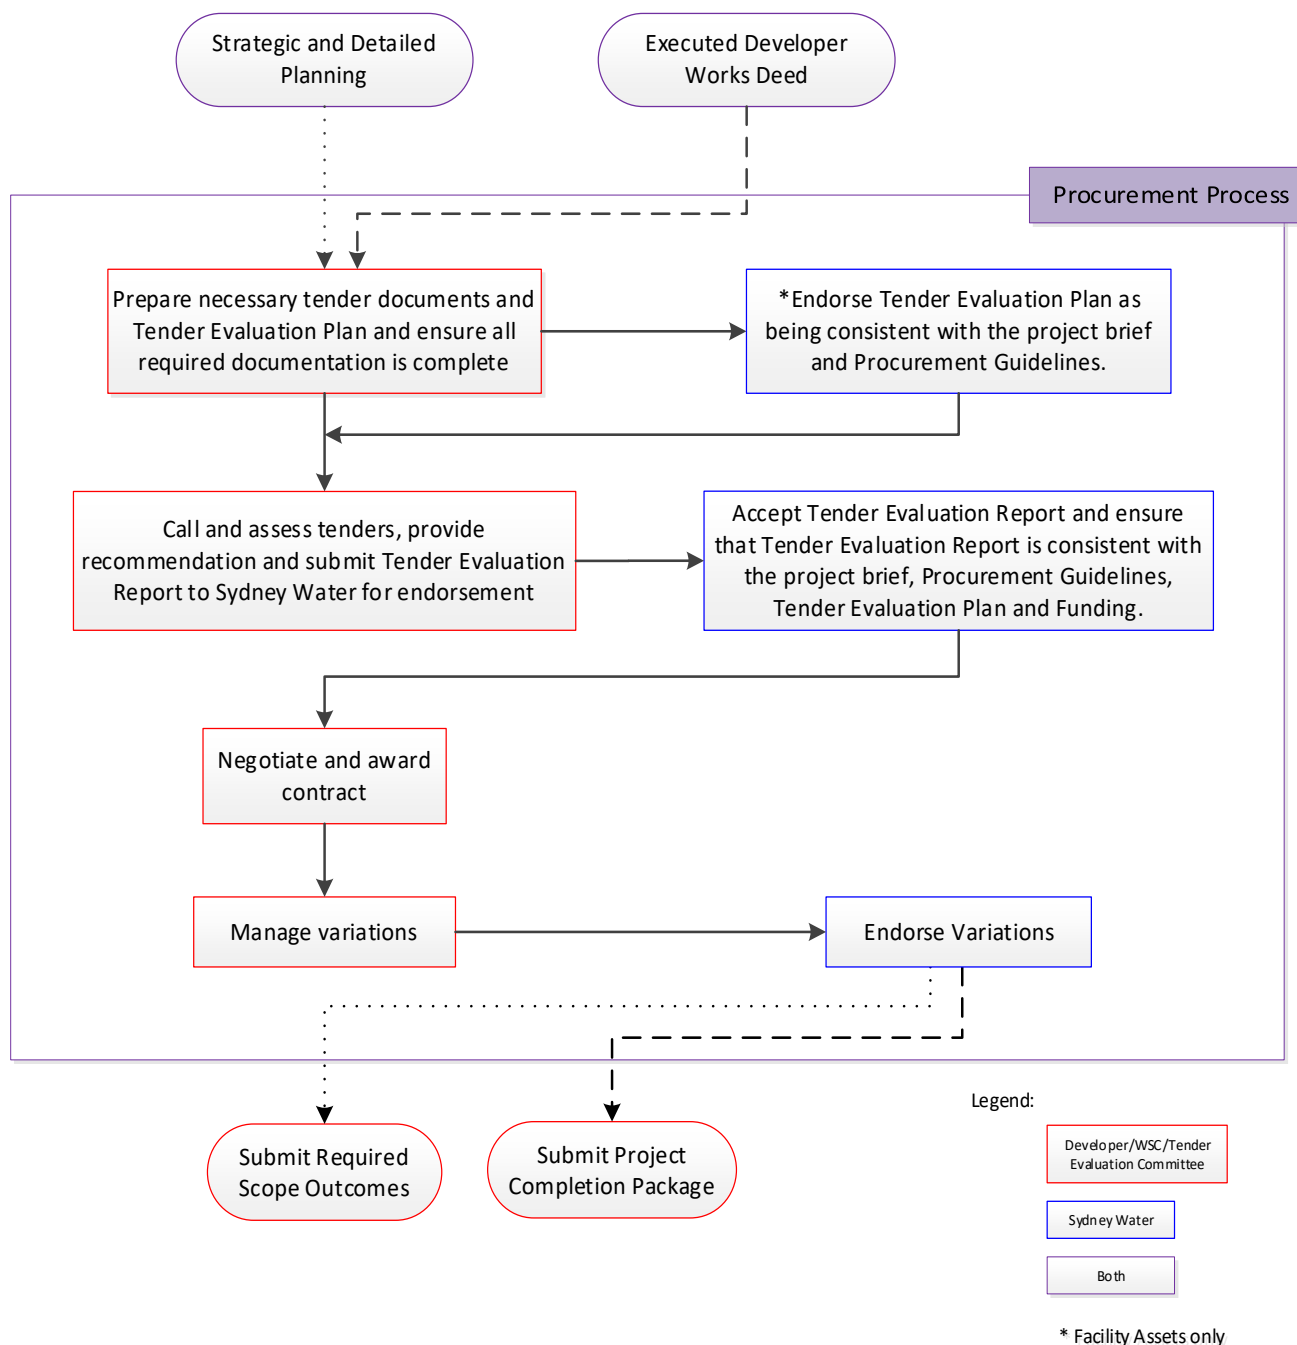 Strategic and Detailed
Planning
Executed Developer
Works Deed
Procurement Process
Prepare necessary tender documents and
Tender Evaluation Plan and ensure all
required documentation is complete
*Endorse Tender Evaluation Plan as
being consistent with the project brief
and Procurement Guidelines.
Call and assess tenders, provide
recommendation and submit Tender Evaluation
Report to Sydney Water for endorsement
Accept Tender Evaluation Report and ensure
that Tender Evaluation Report is consistent with
the project brief, Procurement Guidelines,
Tender Evaluation Plan and Funding.
Negotiate and award
contract
Manage variations
Endorse Variations
Submit Required
Scope Outcomes
Submit Project
Completion Package
Legend:
Developer/WSC/Tender
Evaluation Committee
Sydney Water
Both
* Facility Assets only